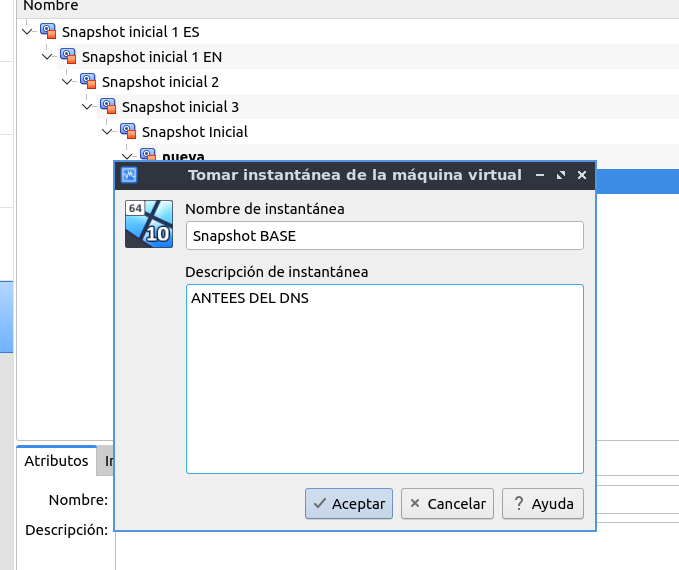 Nombre
Snapshot inicial 1 ES
Snapshot inicial 1 EN
Snapshot inicial 2
Snapshot inicial 3
Snapshot Inicial
nueva
Tomar instantánea de la máquina virtual
64
10
Nombre de instantánea
Snapshot BASE
Descripción de instantánea
ANTEES DEL DNS
Aceptar
Cancelar
? Ayuda
Atributos
Nombre:
Descripción: